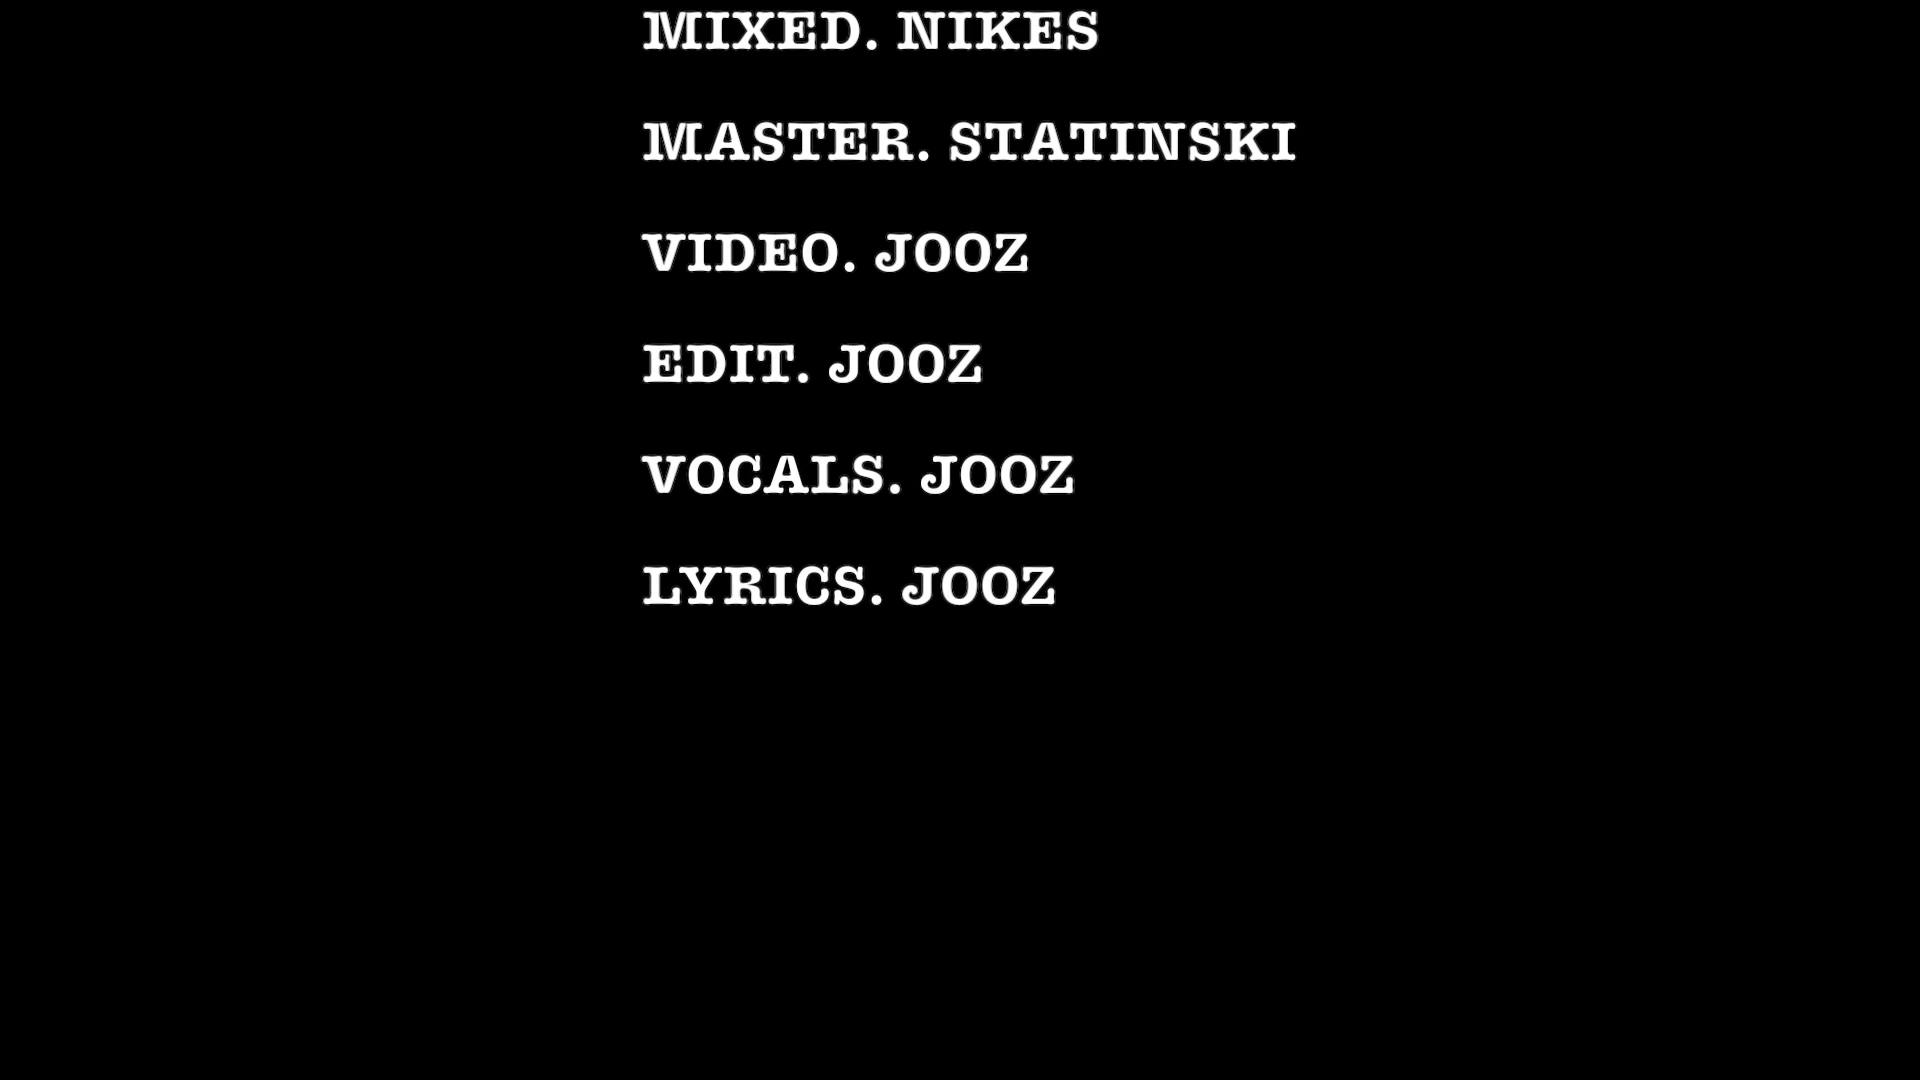 MIXED. NIKES
MASTER. STATINSKI
VIDEO. JOOZ
EDIT. JOOZ
VOCALS. JOOZ
LYRICS. JOOZ